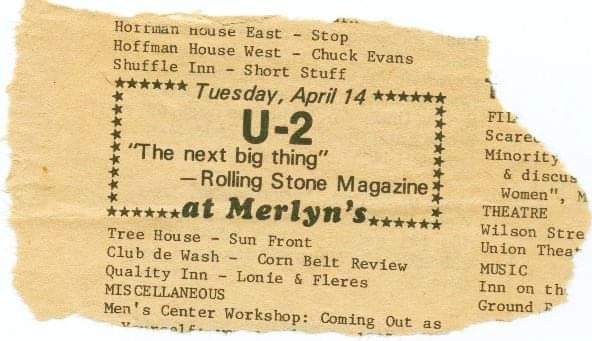 Hoffman House East - Stop
Hoffman House West - Chuck Evans
Shuffle Inn - Short Stuff
Tuesday, April 14
U-2
"The next big thing"
—Rolling Stone Magazine
at Merlyn's
Tree House - Sun Front
Club de Wash - Corn Belt Review
Quality Inn - Lonie & Fleres
MISCELLANEOUS
Men's Center Workshop: Coming Out as
FIL
Scare
Minority
& discus
Women", M
THEATRE
Wilson Stre
Union Thea
MUSIC
Inn on th
Ground